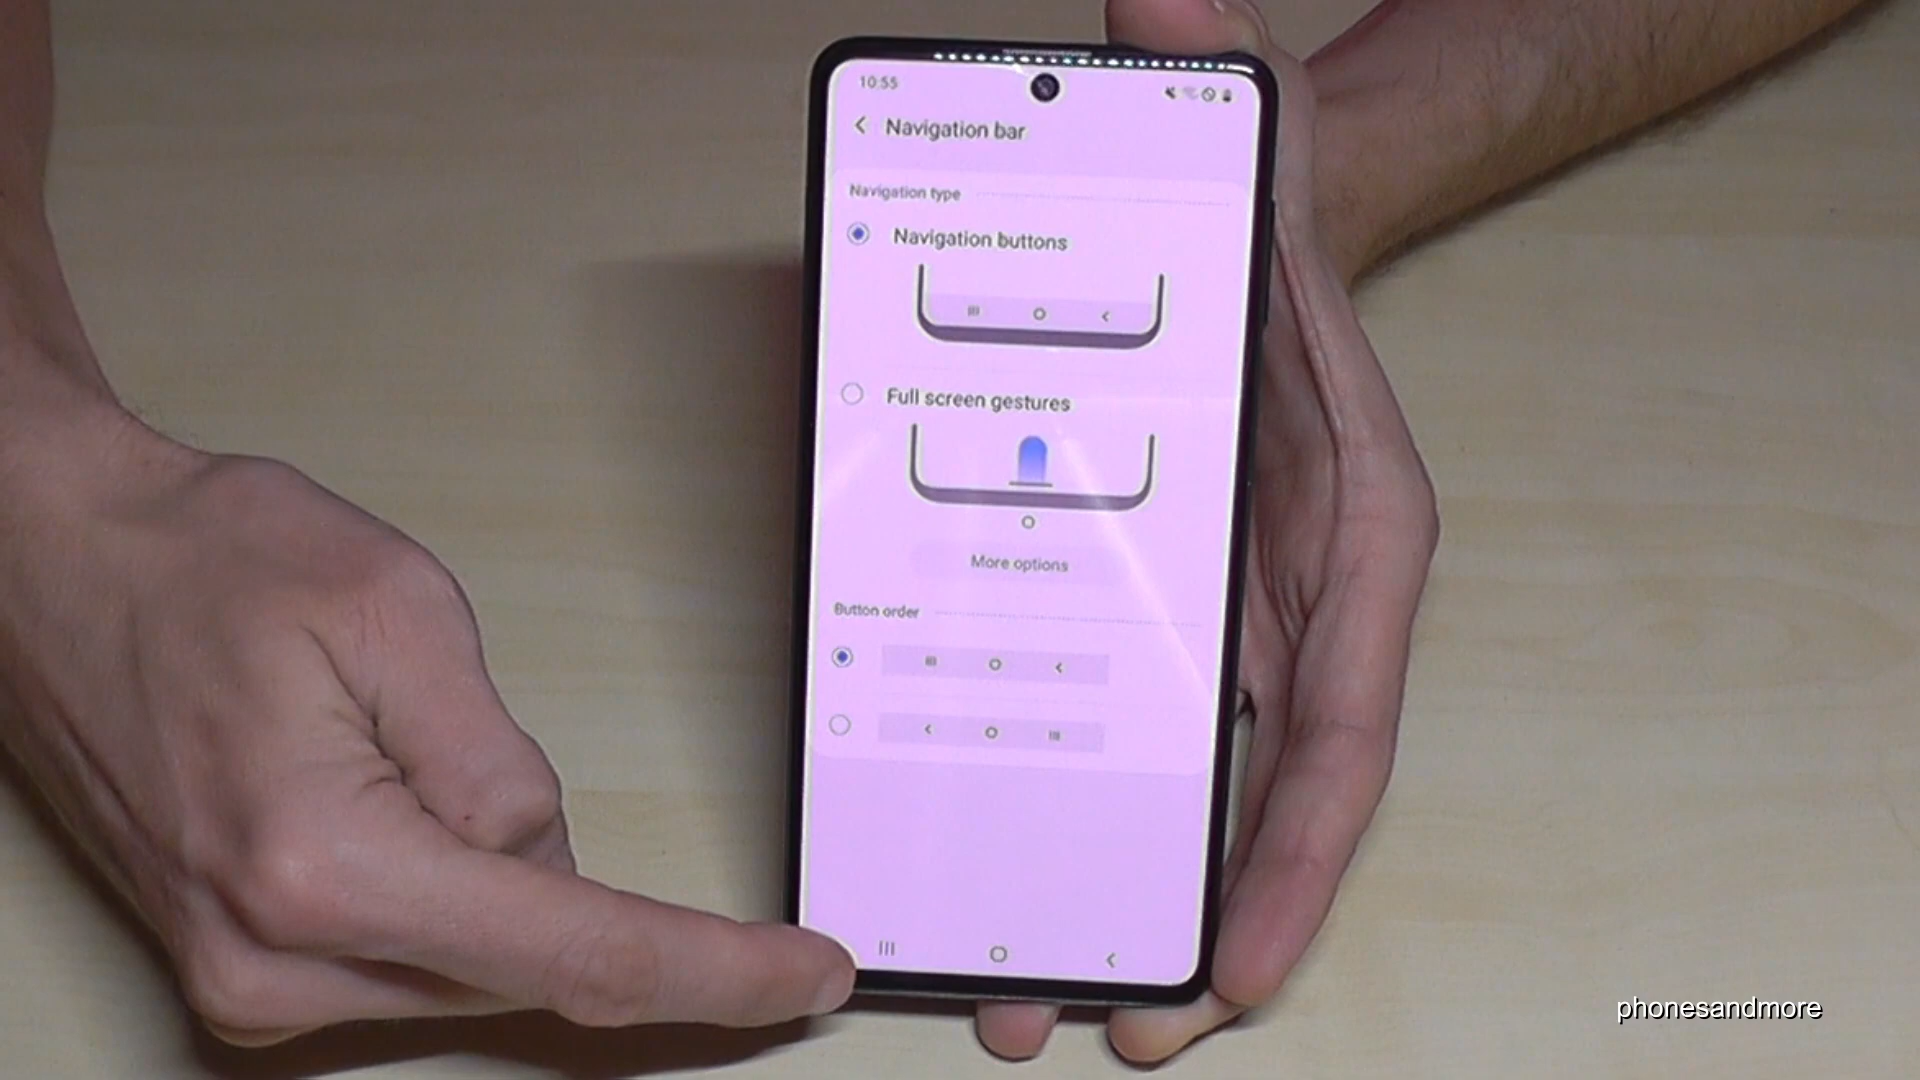 10:55
Navigation bar
Navigation type
Navigation buttons
Full screen gestures
More options
Button order
phonesandmore